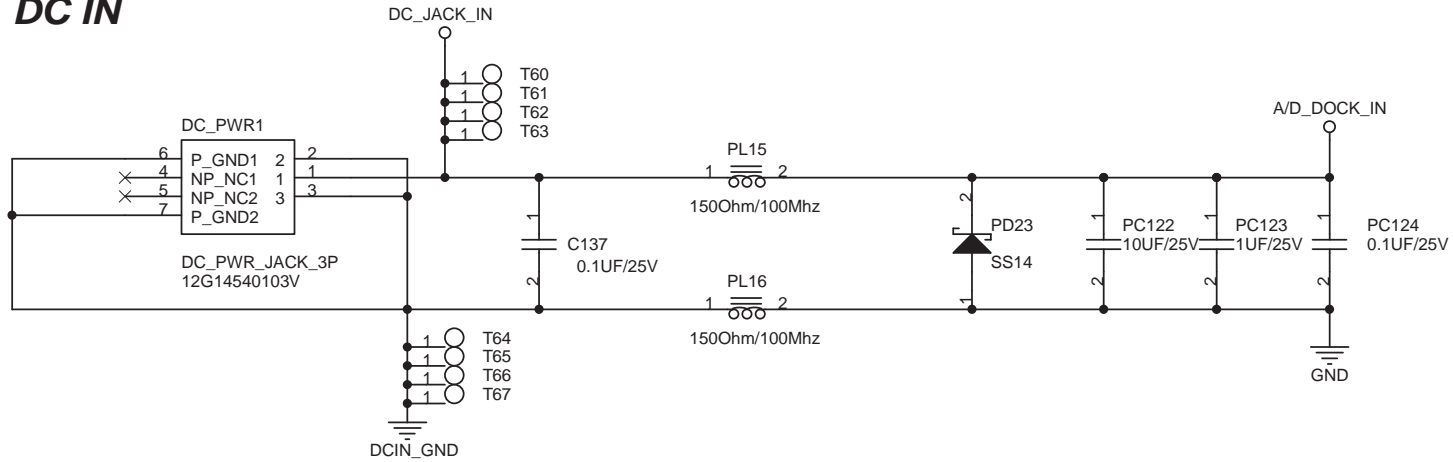 DC IN
DC_JACK_IN
1 T60
1 T61
1 T62
1 T63
A/D_DOCK_IN
DC_PWR1
6 P_GND1 2 2
4 NP_NC1 1 1
5 NP_NC2 3 3
7 P_GND2
DC_PWR_JACK_3P
12G14540103V
PL15
1 2
150Ohm/100Mhz
1
C137
0.1UF/25V
2
PL16
1 2
150Ohm/100Mhz
2
PD23
SS14
1
1
PC122
10UF/25V
2
1
PC123
1UF/25V
2
1
PC124
0.1UF/25V
2
1 T64
1 T65
1 T66
1 T67
DCIN_GND
GND